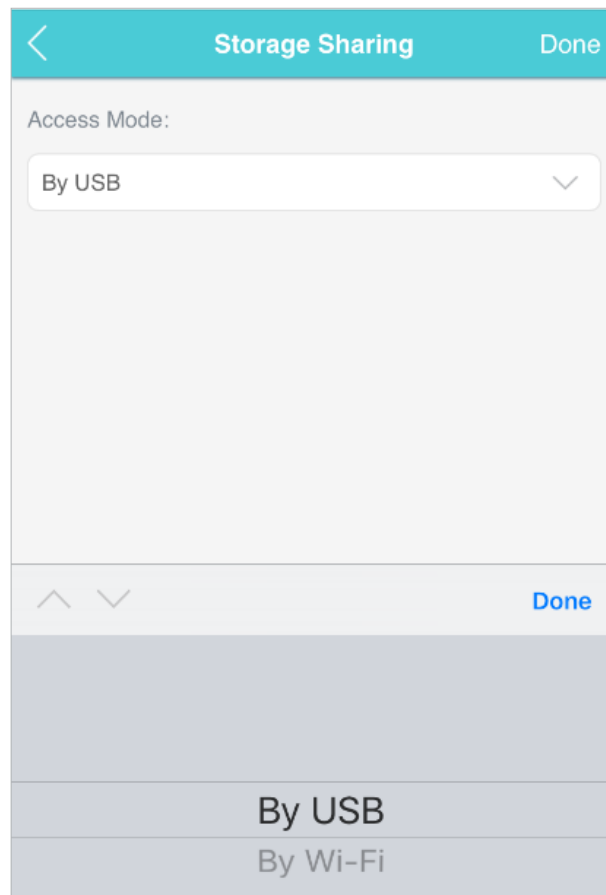 Storage Sharing Done
Access Mode:
By USB
Done
By USB
By Wi-Fi